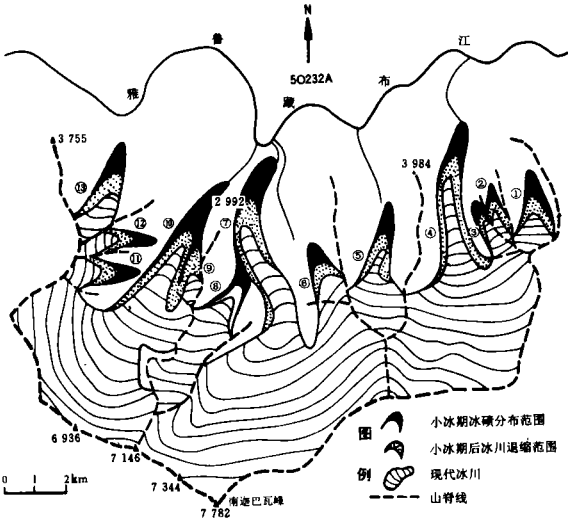 N
50232A
雅
鲁
藏
布
江
3 755
3 984
2 992
①
②
③
④
⑤
⑥
⑦
⑧
⑨
⑩
⑪
⑫
⑬
6 936
7 146
7 344
7 782
南迦巴瓦峰
0 1 2km
图例
小冰期冰碛分布范围
小冰期后冰川退缩范围
现代冰川
山脊线